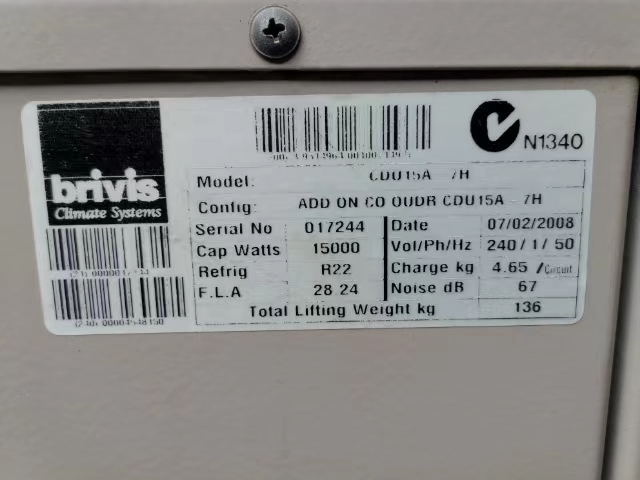 brivis
Climate Systems
N1340
Model: CDU15A 7H
Config: ADD ON CO OUDR CDU15A - 7H
Serial No 017244 Date 07/02/2008
Cap Watts 15000 Vol/Ph/Hz 240/1/50
Refrig R22 Charge kg 4.65 /Circuit
F.L.A 28.24 Noise dB 67
Total Lifting Weight kg 136